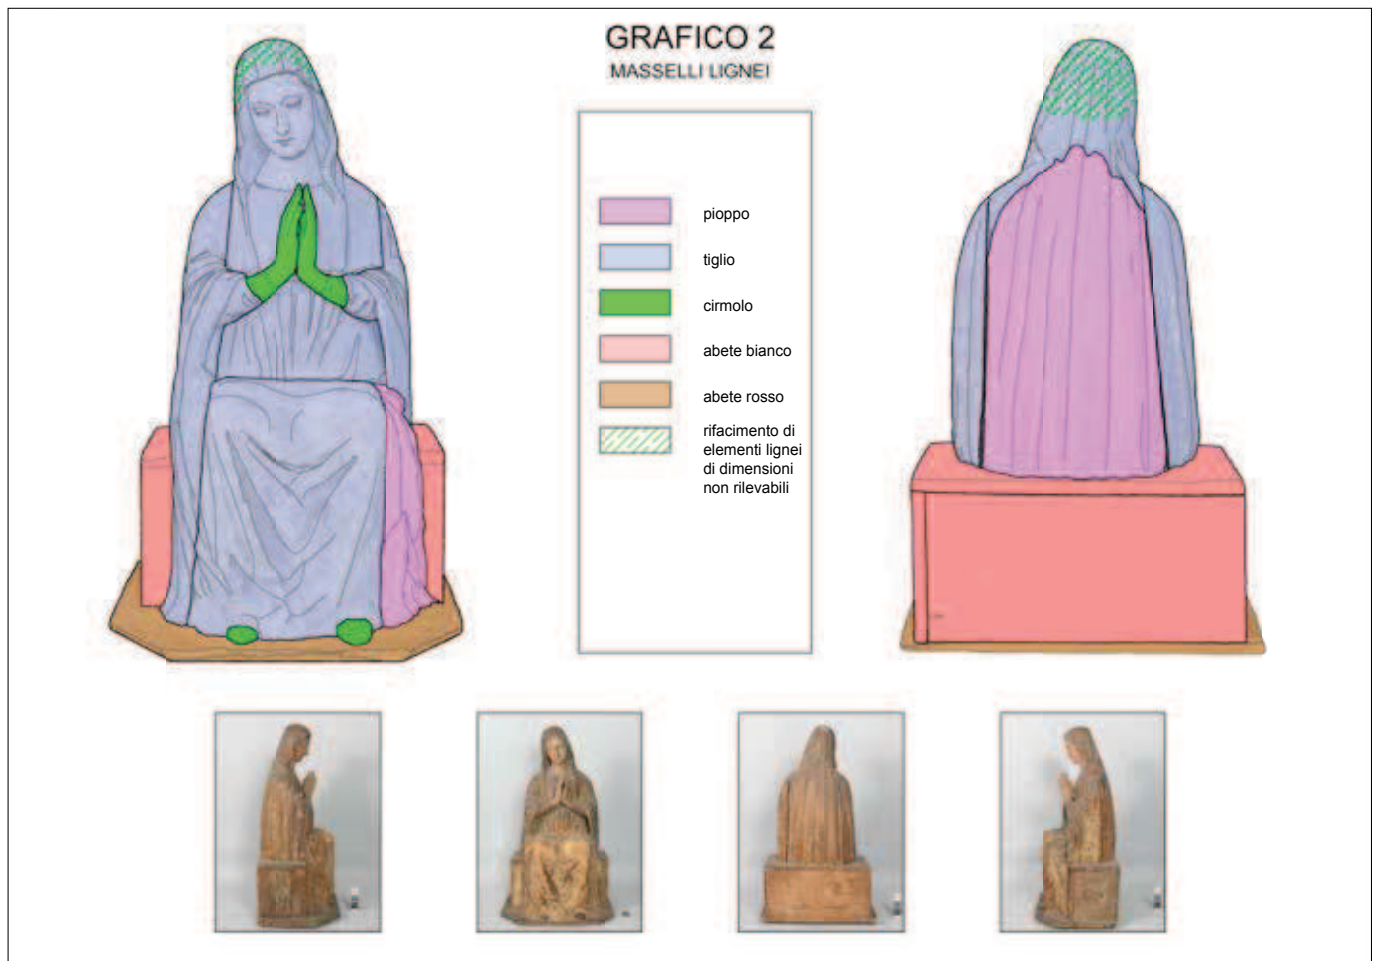 GRAFICO 2
MASSELLI LIGNEI
pioppo
tiglio
cirmolo
abete bianco
abete rosso
rifacimento di
elementi lignei
di dimensioni
non rilevabili